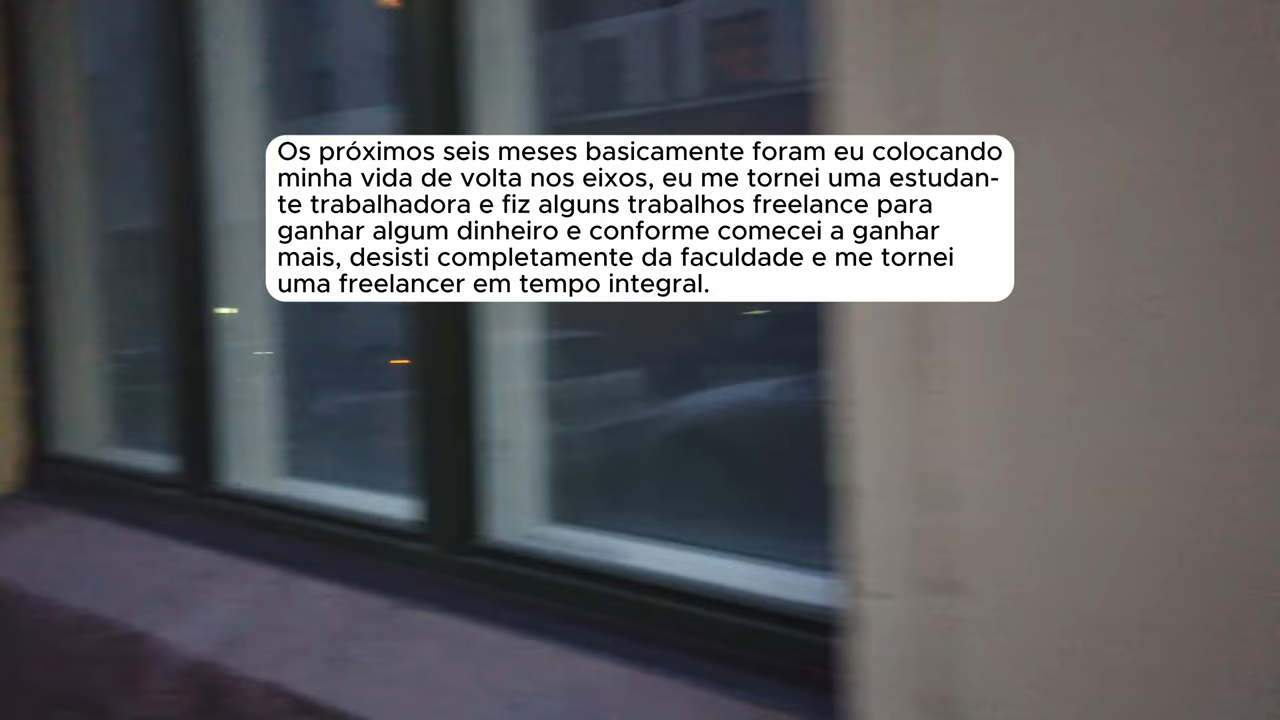 Os próximos seis meses basicamente foram eu colocando
minha vida de volta nos eixos, eu me tornei uma estudan-
te trabalhadora e fiz alguns trabalhos freelance para
ganhar algum dinheiro e conforme comecei a ganhar
mais, desisti completamente da faculdade e me tornei
uma freelancer em tempo integral.